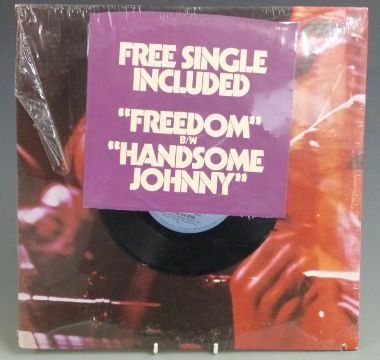 FREE SINGLE
INCLUDED
"FREEDOM"
B/W
"HANDSOME
JOHNNY"